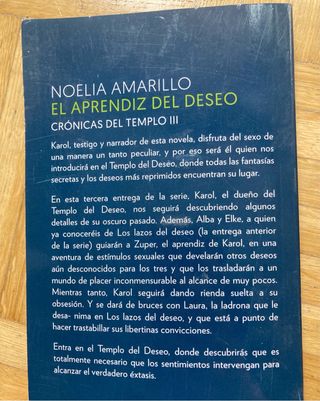 NOELIA AMARILLO
EL APRENDIZ DEL DESEO
CRÓNICAS DEL TEMPLO III
Karol, testigo y narrador de esta novela, disfruta del sexo de
una manera un tanto peculiar, y por eso será él quien nos
introducirá en el Templo del Deseo, donde todas las fantasías
secretas y los deseos más reprimidos encuentran su lugar.
En esta tercera entrega de la serie, Karol, el dueño del
Templo del Deseo, nos seguirá descubriendo algunos
detalles de su oscuro pasado. Además, Alba y Elke, a quien
ya conoceréis de Los lazos del deseo (la entrega anterior
de la serie) guiarán a Zuper, el aprendiz de Karol, en una
aventura de estímulos sexuales que develarán otros deseos
aún desconocidos para los tres y que los trasladarán a un
mundo de placer inconmensurable al alcance de muy pocos.
Mientras tanto, Karol seguirá dando rienda suelta a su
obsesión. Y se dará de bruces con Laura, la ladrona que le
desa- nima en Los lazos del deseo, y que está a punto de
hacer trastabillar sus libertinas convicciones.
Entra en el Templo del Deseo, donde descubrirás que es
totalmente necesario que los sentimientos intervengan para
alcanzar el verdadero éxtasis.